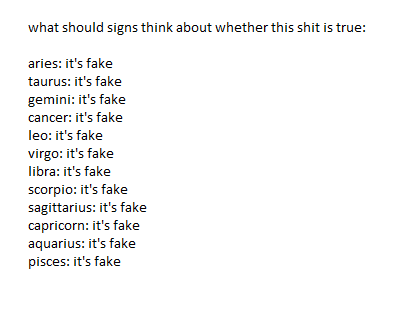 what should signs think about whether this shit is true:
aries: it's fake
taurus: it's fake
gemini: it's fake
cancer: it's fake
leo: it's fake
virgo: it's fake
libra: it's fake
scorpio: it's fake
sagittarius: it's fake
capricorn: it's fake
aquarius: it's fake
pisces: it's fake